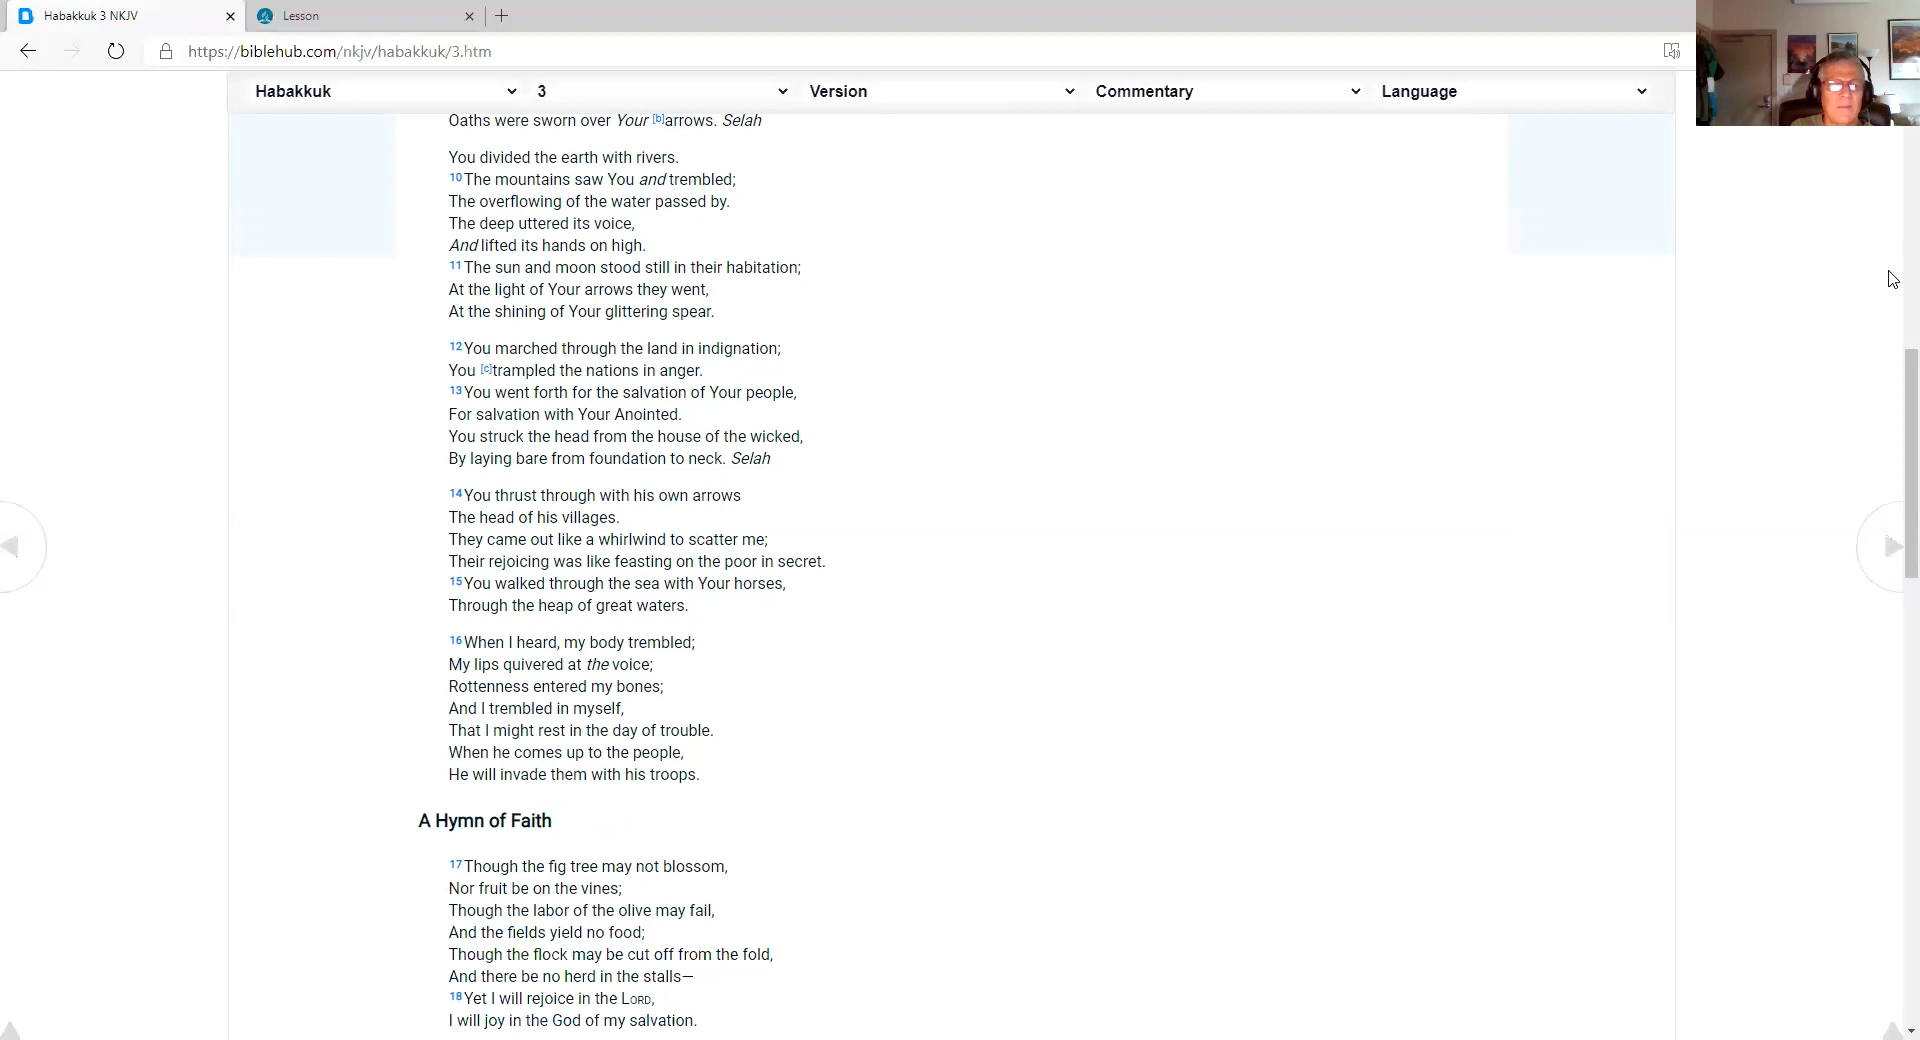 Habakkuk 3 NKJV
Lesson
https://biblehub.com/nkjv/habakkuk/3.htm
Habakkuk 3 Version Commentary Language
Oaths were sworn over Your [b]arrows. Selah
You divided the earth with rivers.
10The mountains saw You and trembled;
The overflowing of the water passed by.
The deep uttered its voice,
And lifted its hands on high.
11The sun and moon stood still in their habitation;
At the light of Your arrows they went,
At the shining of Your glittering spear.
12You marched through the land in indignation;
You [c]trampled the nations in anger.
13You went forth for the salvation of Your people,
For salvation with Your Anointed.
You struck the head from the house of the wicked,
By laying bare from foundation to neck. Selah
14You thrust through with his own arrows
The head of his villages.
They came out like a whirlwind to scatter me;
Their rejoicing was like feasting on the poor in secret.
15You walked through the sea with Your horses,
Through the heap of great waters.
16When I heard, my body trembled;
My lips quivered at the voice;
Rottenness entered my bones;
And I trembled in myself,
That I might rest in the day of trouble.
When he comes up to the people,
He will invade them with his troops.
A Hymn of Faith
17Though the fig tree may not blossom,
Nor fruit be on the vines;
Though the labor of the olive may fail,
And the fields yield no food;
Though the flock may be cut off from the fold,
And there be no herd in the stalls—
18Yet I will rejoice in the LORD,
I will joy in the God of my salvation.